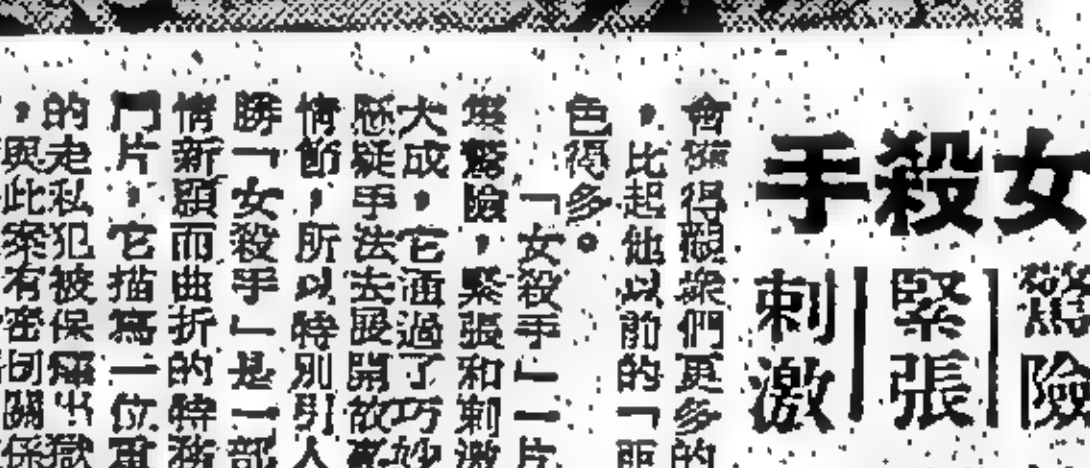 女殺手
驚險
緊張
刺激
會獲得觀衆們更多的
，比起他以前的「
色得多。
「女殺手」一片
驚險，緊張和刺激
大成，它通過了巧妙
懸疑手法去展開故事
情節，所以特別引人
勝「女殺手」是一部
情新穎而曲折的特務
鬥片，它描寫一位
的走私犯被保 出獄
，與此案有密切關係